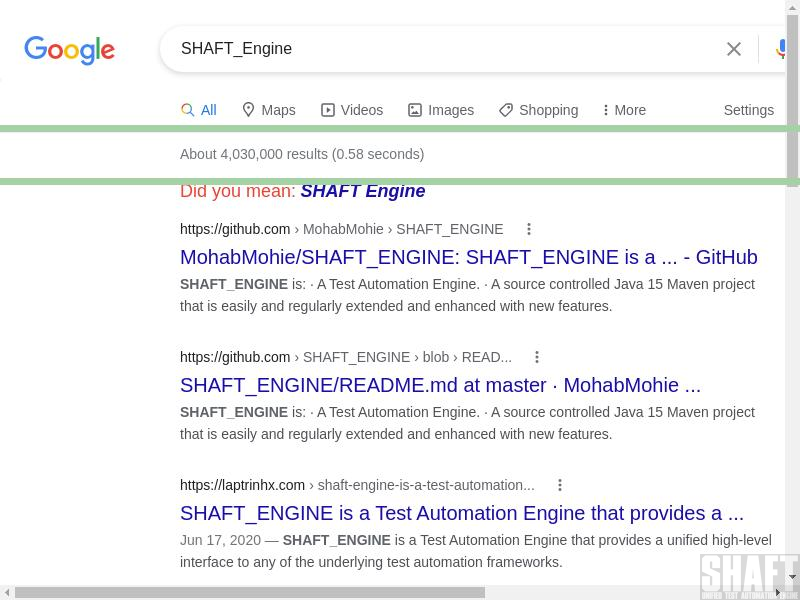 Google
SHAFT_Engine
All Maps Videos Images Shopping More Settings
About 4,030,000 results (0.58 seconds)
Did you mean: SHAFT Engine
https://github.com › MohabMohie › SHAFT_ENGINE
MohabMohie/SHAFT_ENGINE: SHAFT_ENGINE is a ... - GitHub
SHAFT_ENGINE is: · A Test Automation Engine. · A source controlled Java 15 Maven project
that is easily and regularly extended and enhanced with new features.
https://github.com › SHAFT_ENGINE › blob › READ...
SHAFT_ENGINE/README.md at master · MohabMohie ...
SHAFT_ENGINE is: · A Test Automation Engine. · A source controlled Java 15 Maven project
that is easily and regularly extended and enhanced with new features.
https://laptrinhx.com › shaft-engine-is-a-test-automation...
SHAFT_ENGINE is a Test Automation Engine that provides a ...
Jun 17, 2020 — SHAFT_ENGINE is a Test Automation Engine that provides a unified high-level
interface to any of the underlying test automation frameworks.
SHAFT